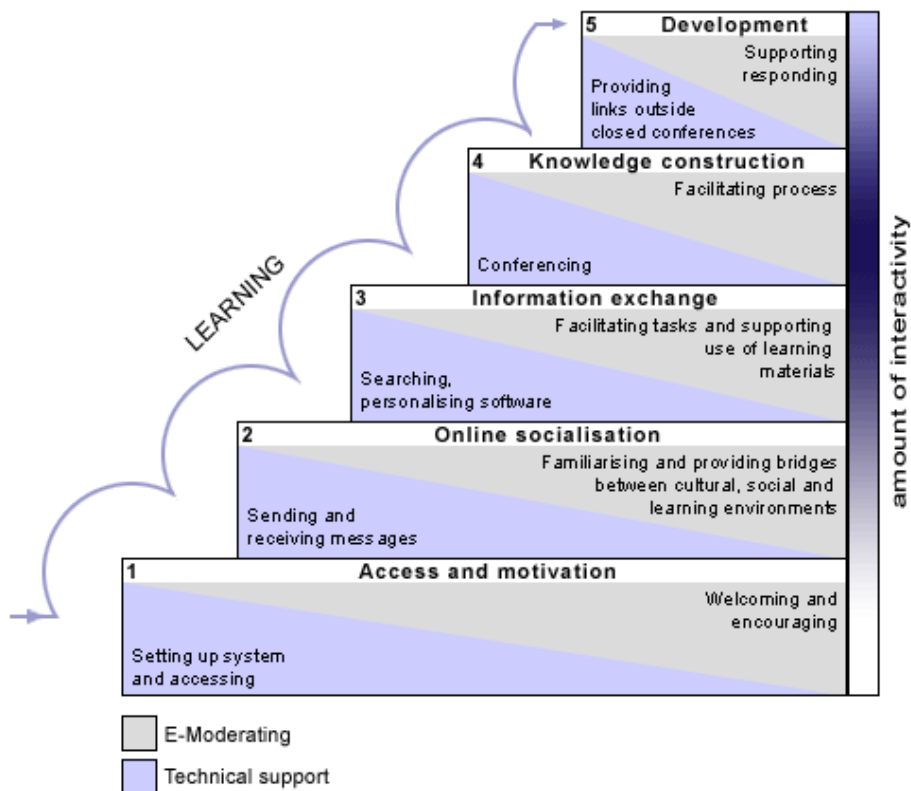 5 Development
Supporting
responding
Providing
links outside
closed conferences
4 Knowledge construction
Facilitating process
Conferencing
3 Information exchange
Facilitating tasks and supporting
use of learning
materials
Searching,
personalising software
2 Online socialisation
Familiarising and providing bridges
between cultural, social and
learning environments
Sending and
receiving messages
1 Access and motivation
Welcoming and
encouraging
Setting up system
and accessing
LEARNING
amount of interactivity
E-Moderating
Technical support